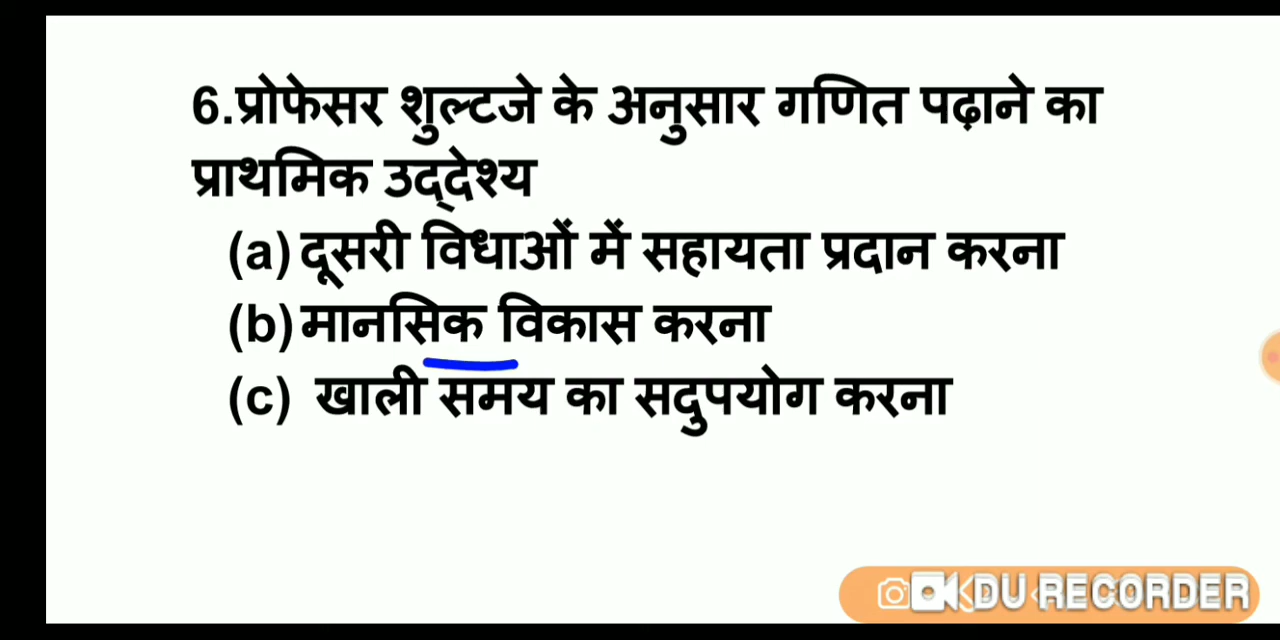 6.प्रोफेसर शुल्टजे के अनुसार गणित पढ़ाने का
प्राथमिक उद्देश्य
(a) दूसरी विधाओं में सहायता प्रदान करना
(b) मानसिक विकास करना
(c) खाली समय का सदुपयोग करना
DU RECORDER